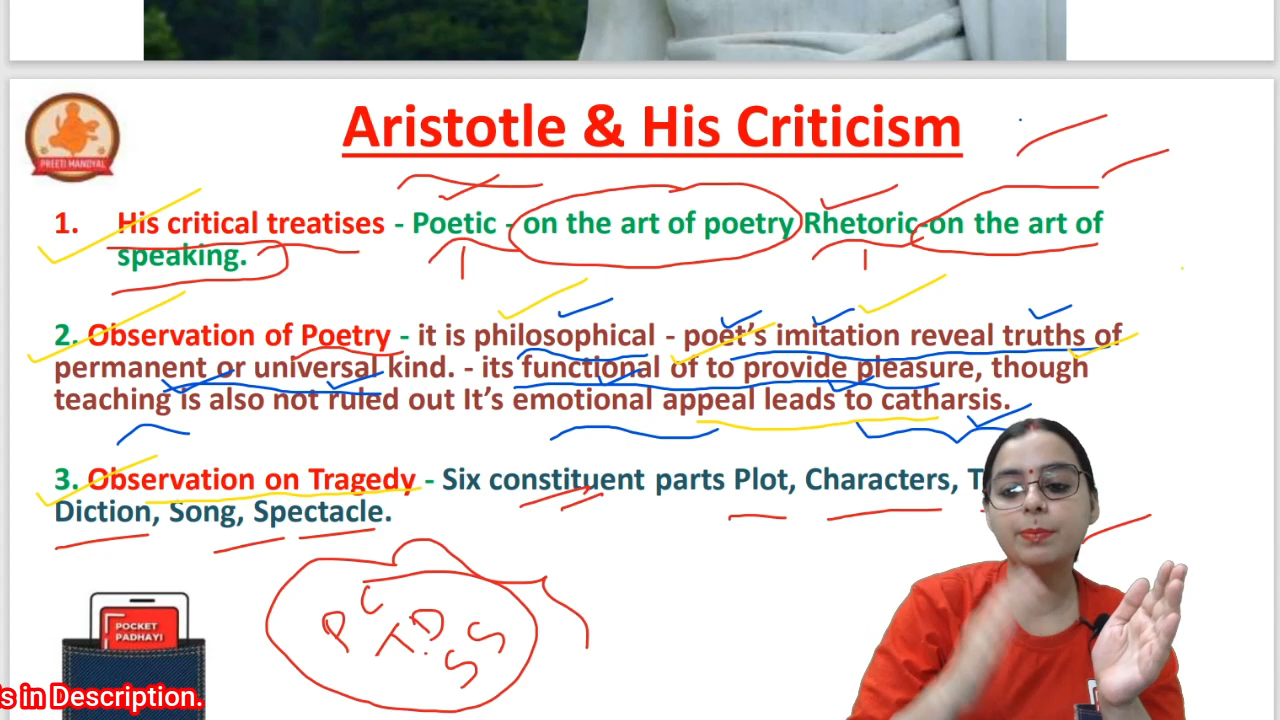 Aristotle & His Criticism
PREETI MANDYAL
1. His critical treatises - Poetic - on the art of poetry Rhetoric-on the art of
speaking.
2. Observation of Poetry - it is philosophical - poet's imitation reveal truths of
permanent or universal kind. - its functional of to provide pleasure, though
teaching is also not ruled out It's emotional appeal leads to catharsis.
3. Observation on Tragedy - Six constituent parts Plot, Characters,
Diction, Song, Spectacle.
P C
T. D S
S
POCKET
PADHAYI
s in Description.